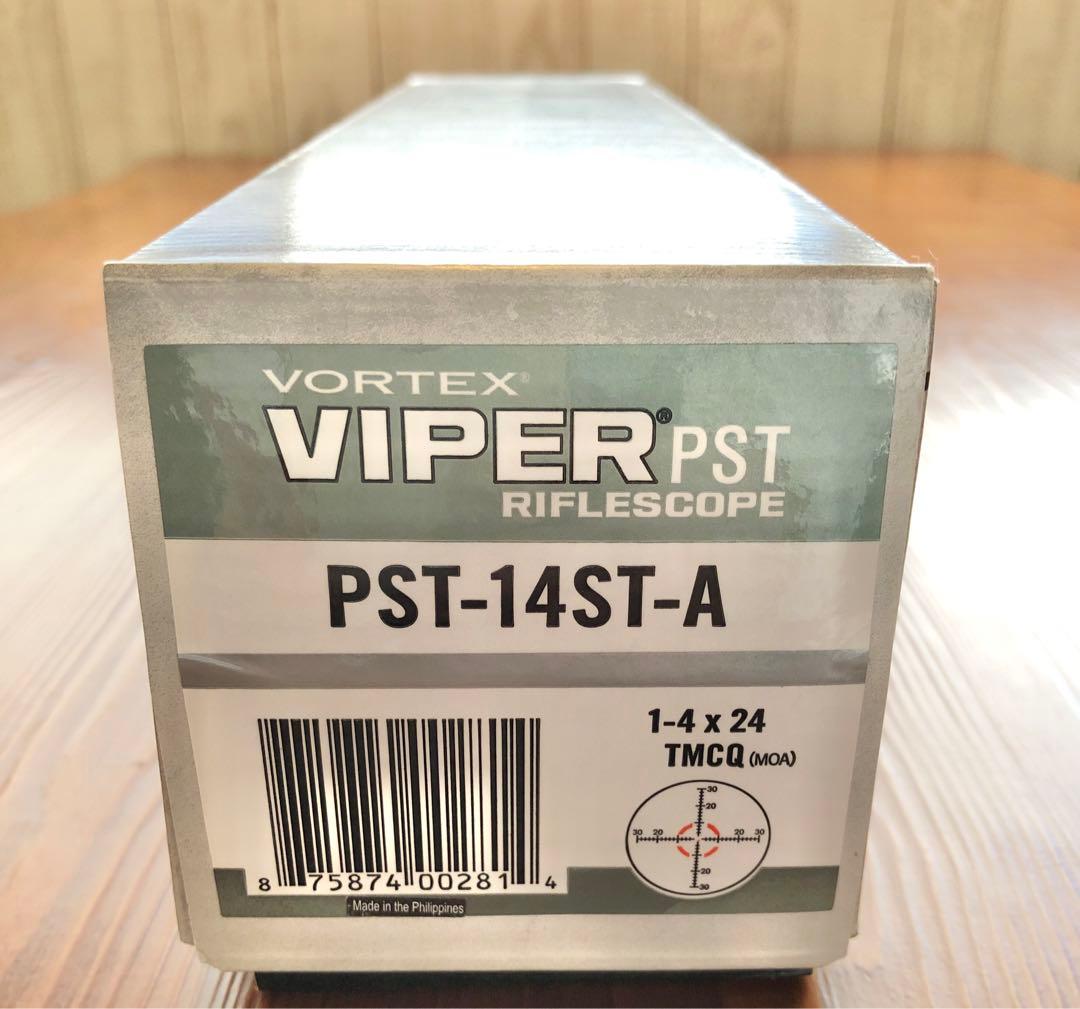 VORTEX®
VIPER® PST
RIFLESCOPE
PST-14ST-A
1-4 x 24
TMCQ (MOA)
30
20
30 20 20 30
20
30
8 75874 00281 4
Made in the Philippines